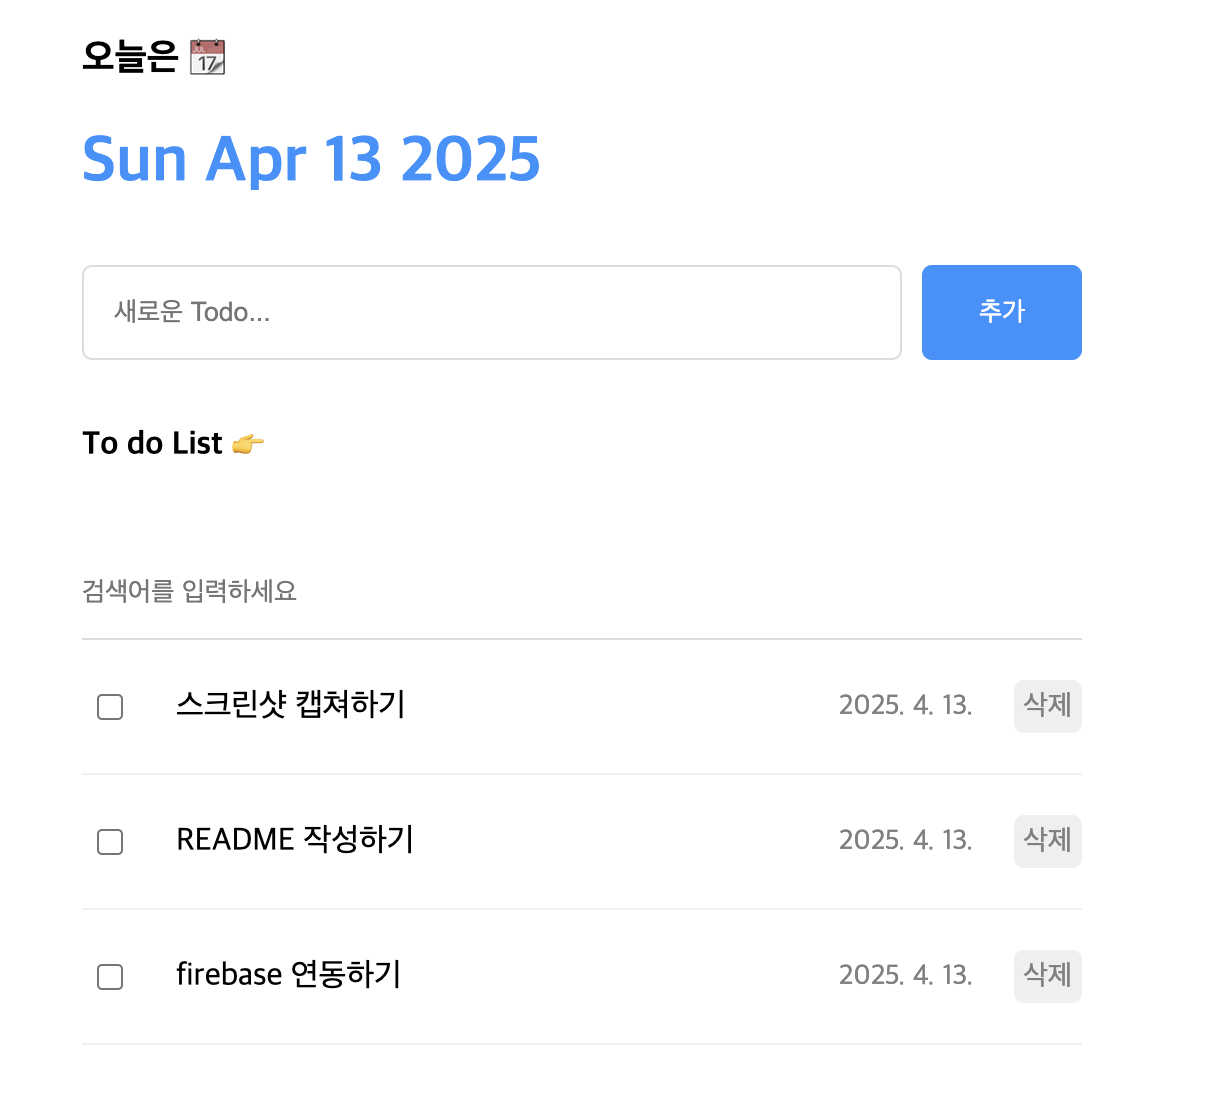 오늘은 📆
Sun Apr 13 2025
새로운 Todo...
추가
To do List 👉
검색어를 입력하세요
스크린샷 캡쳐하기 2025. 4. 13. 삭제
README 작성하기 2025. 4. 13. 삭제
firebase 연동하기 2025. 4. 13. 삭제